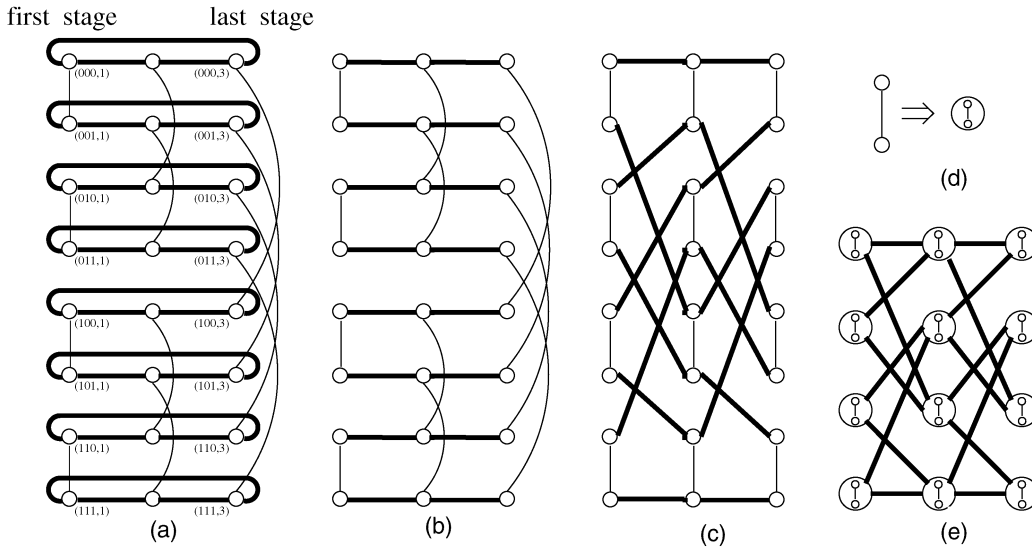 first stage last stage
(000,1) (000,3)
(001,1) (001,3)
(010,1) (010,3)
(011,1) (011,3)
(100,1) (100,3)
(101,1) (101,3)
(110,1) (110,3)
(111,1) (111,3)
(a) (b) (c)
(d)
(e)